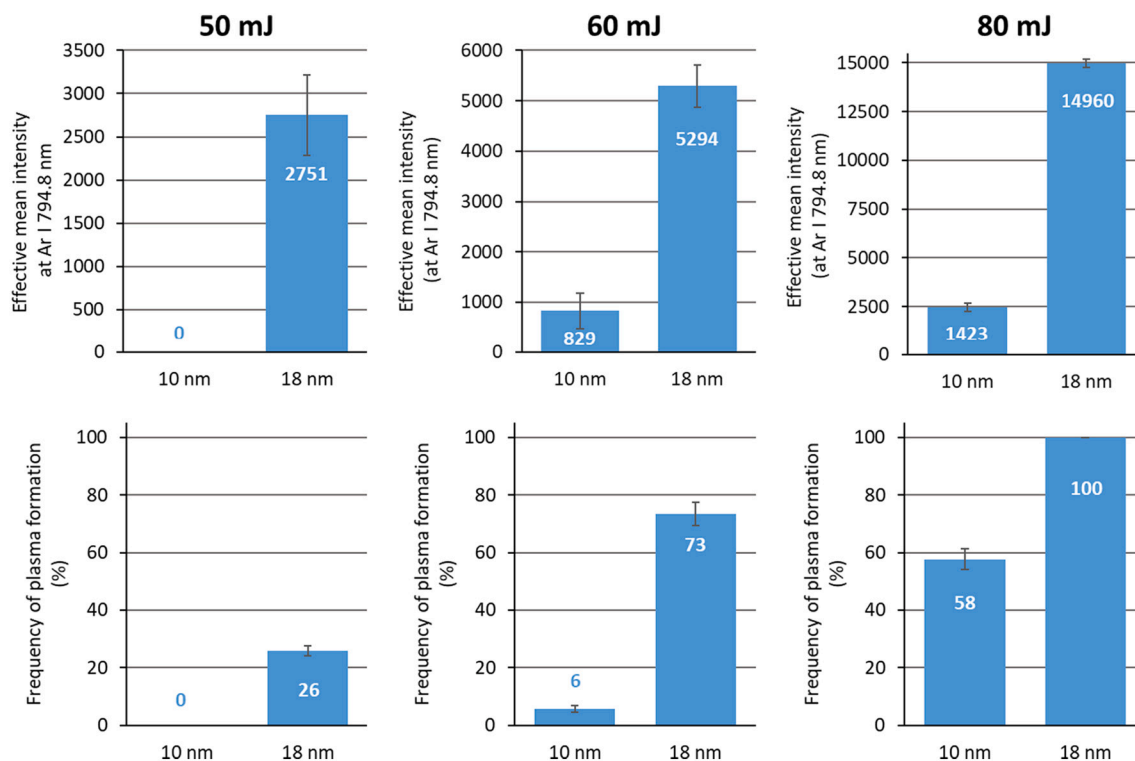 50 mJ
Effective mean intensity
at Ar I 794.8 nm)
3500
3000
2500
2000
1500
1000
500
0
2751
0
10 nm
18 nm
60 mJ
Effective mean intensity
(at Ar I 794.8 nm)
6000
5000
4000
3000
2000
1000
0
5294
829
10 nm
18 nm
80 mJ
Effective mean intensity
(at Ar I 794.8 nm)
15000
12500
10000
7500
5000
2500
0
14960
1423
10 nm
18 nm
Frequency of plasma formation
(%)
100
80
60
40
20
0
0
26
10 nm
18 nm
Frequency of plasma formation
(%)
100
80
60
40
20
0
6
73
10 nm
18 nm
Frequency of plasma formation
(%)
100
80
60
40
20
0
58
100
10 nm
18 nm